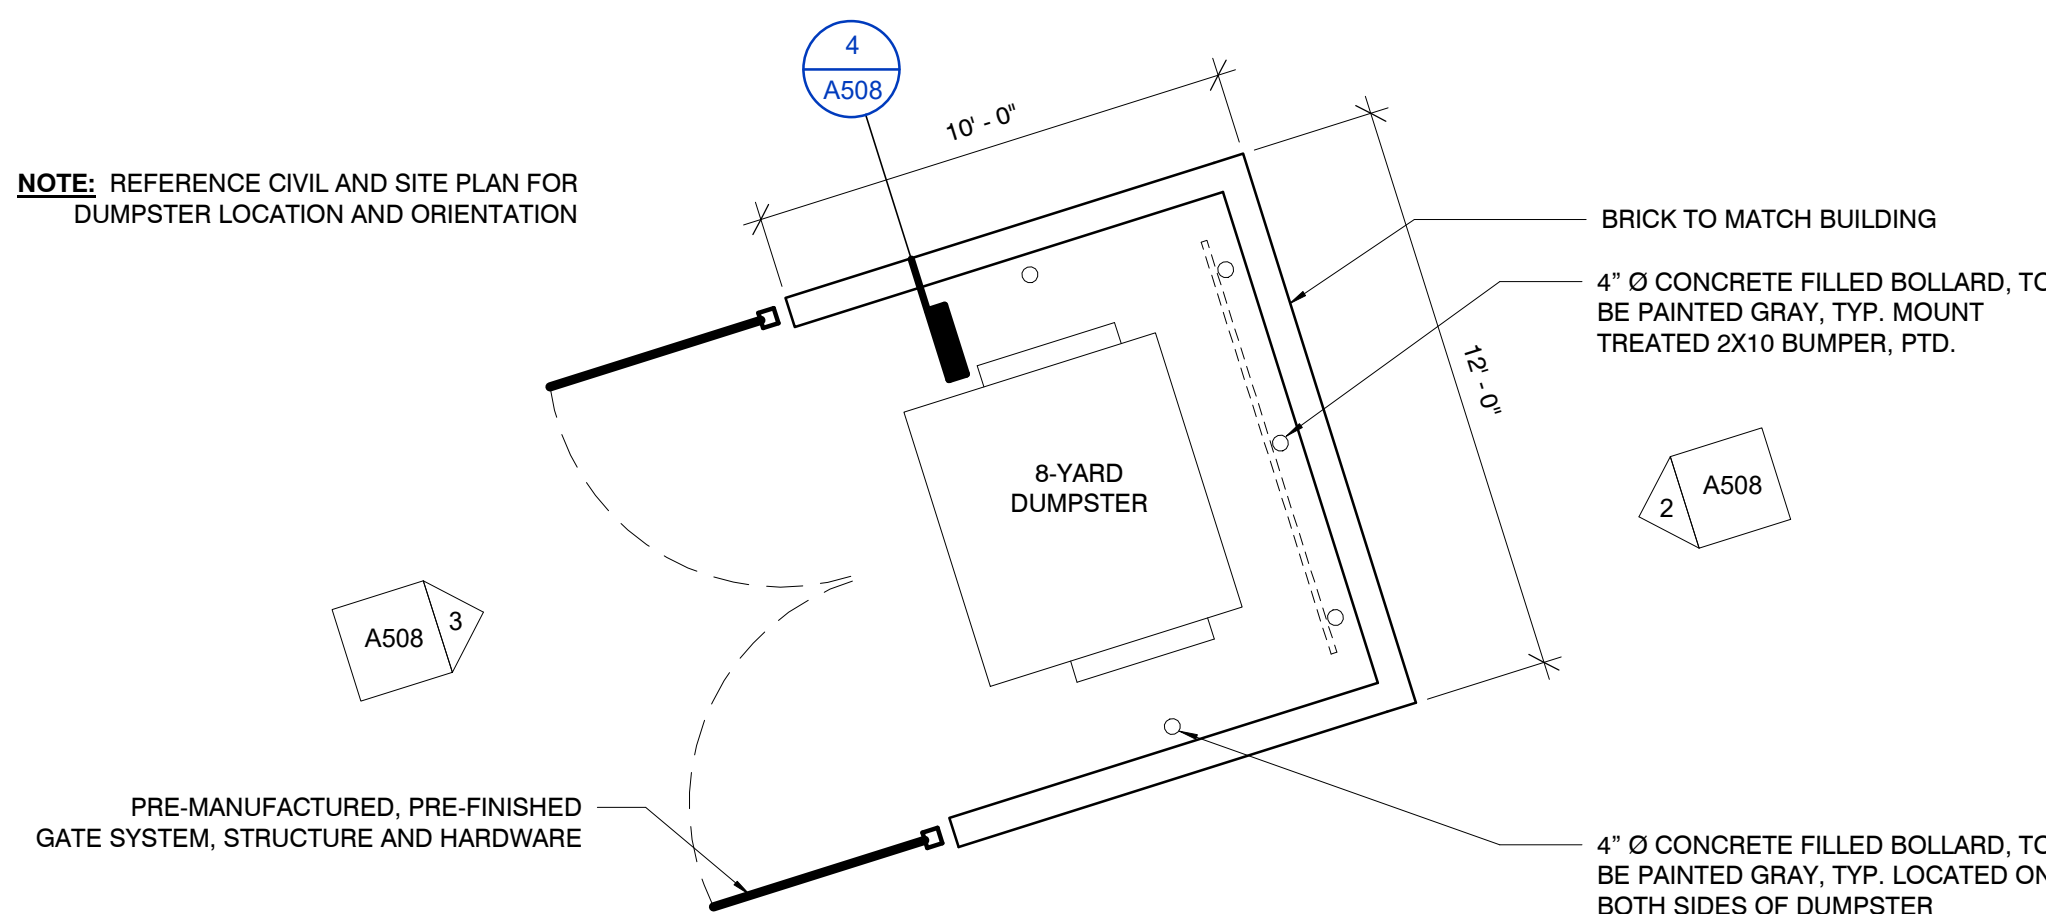 4
A508
10' - 0"
NOTE: REFERENCE CIVIL AND SITE PLAN FOR
DUMPSTER LOCATION AND ORIENTATION
BRICK TO MATCH BUILDING
4” Ø CONCRETE FILLED BOLLARD, TO
BE PAINTED GRAY, TYP. MOUNT
TREATED 2X10 BUMPER, PTD.
12' - 0"
8-YARD
DUMPSTER
A508
2
A508
3
PRE-MANUFACTURED, PRE-FINISHED
GATE SYSTEM, STRUCTURE AND HARDWARE
4” Ø CONCRETE FILLED BOLLARD, TO
BE PAINTED GRAY, TYP. LOCATED ON
BOTH SIDES OF DUMPSTER